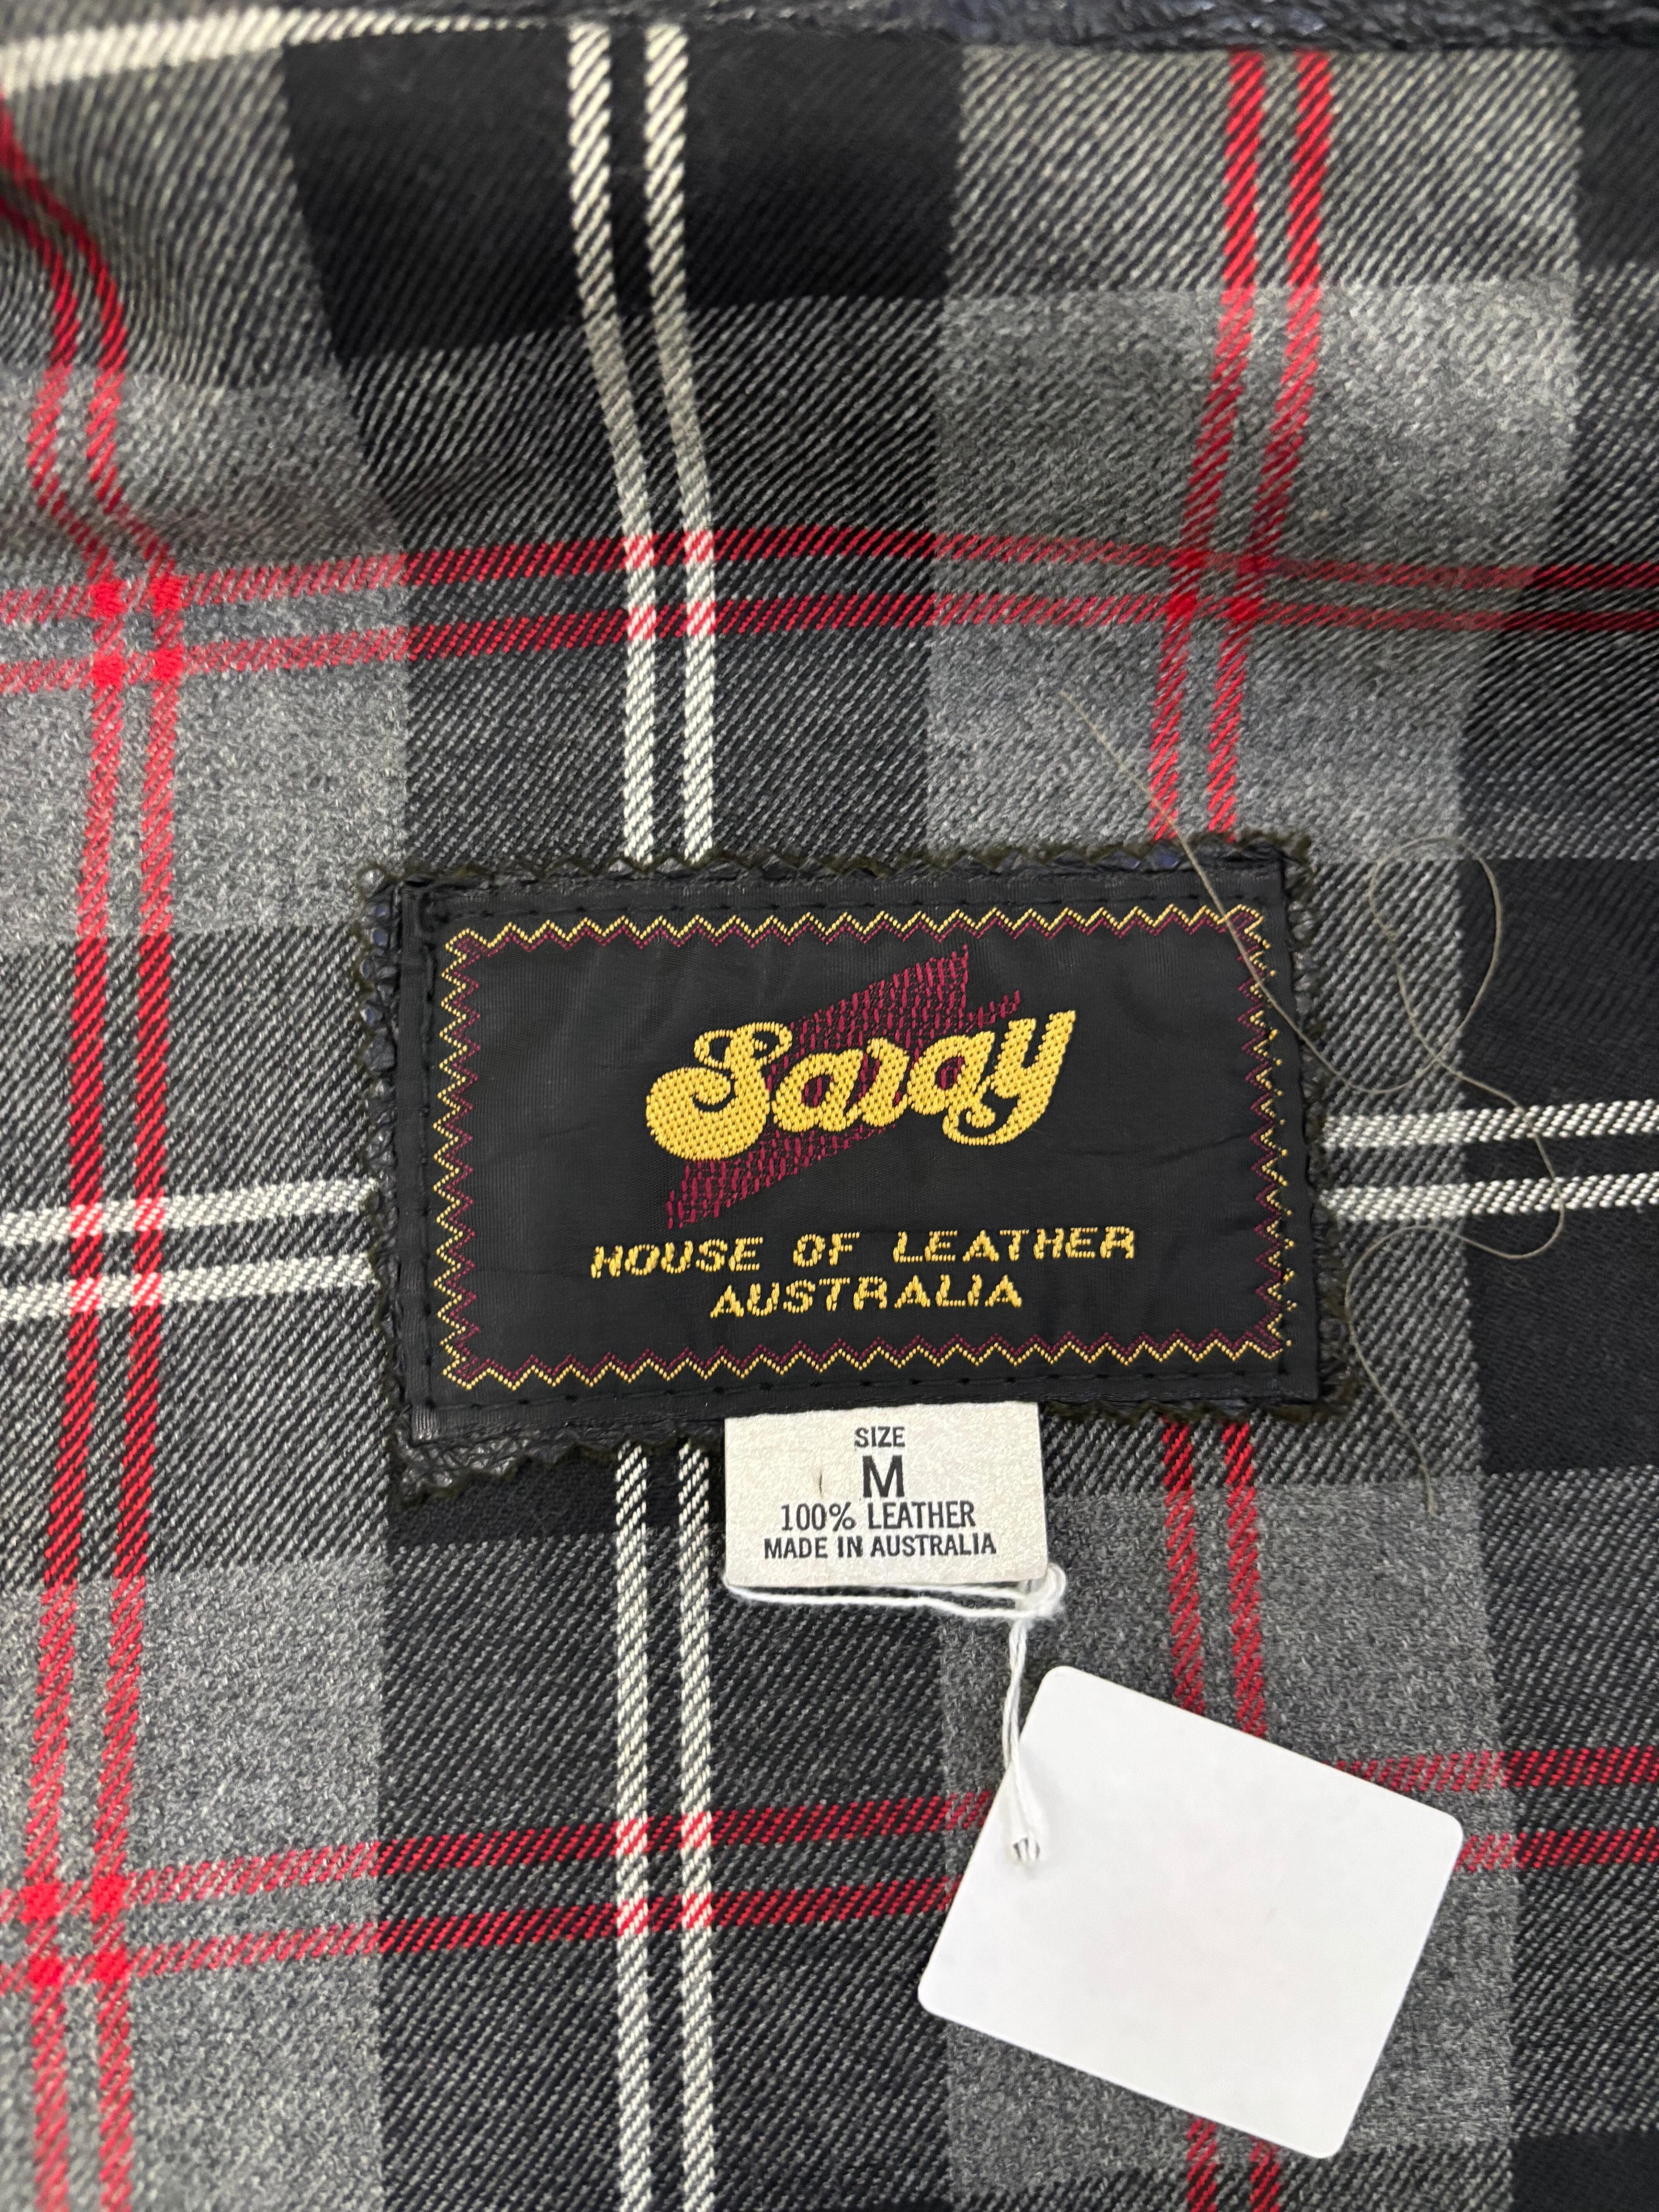 Saray
HOUSE OF LEATHER
AUSTRALIA
SIZE
M
100% LEATHER
MADE IN AUSTRALIA